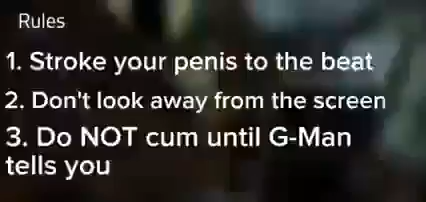 Rules
1. Stroke your penis to the beat
2. Don't look away from the screen
3. Do NOT cum until G-Man
tells you